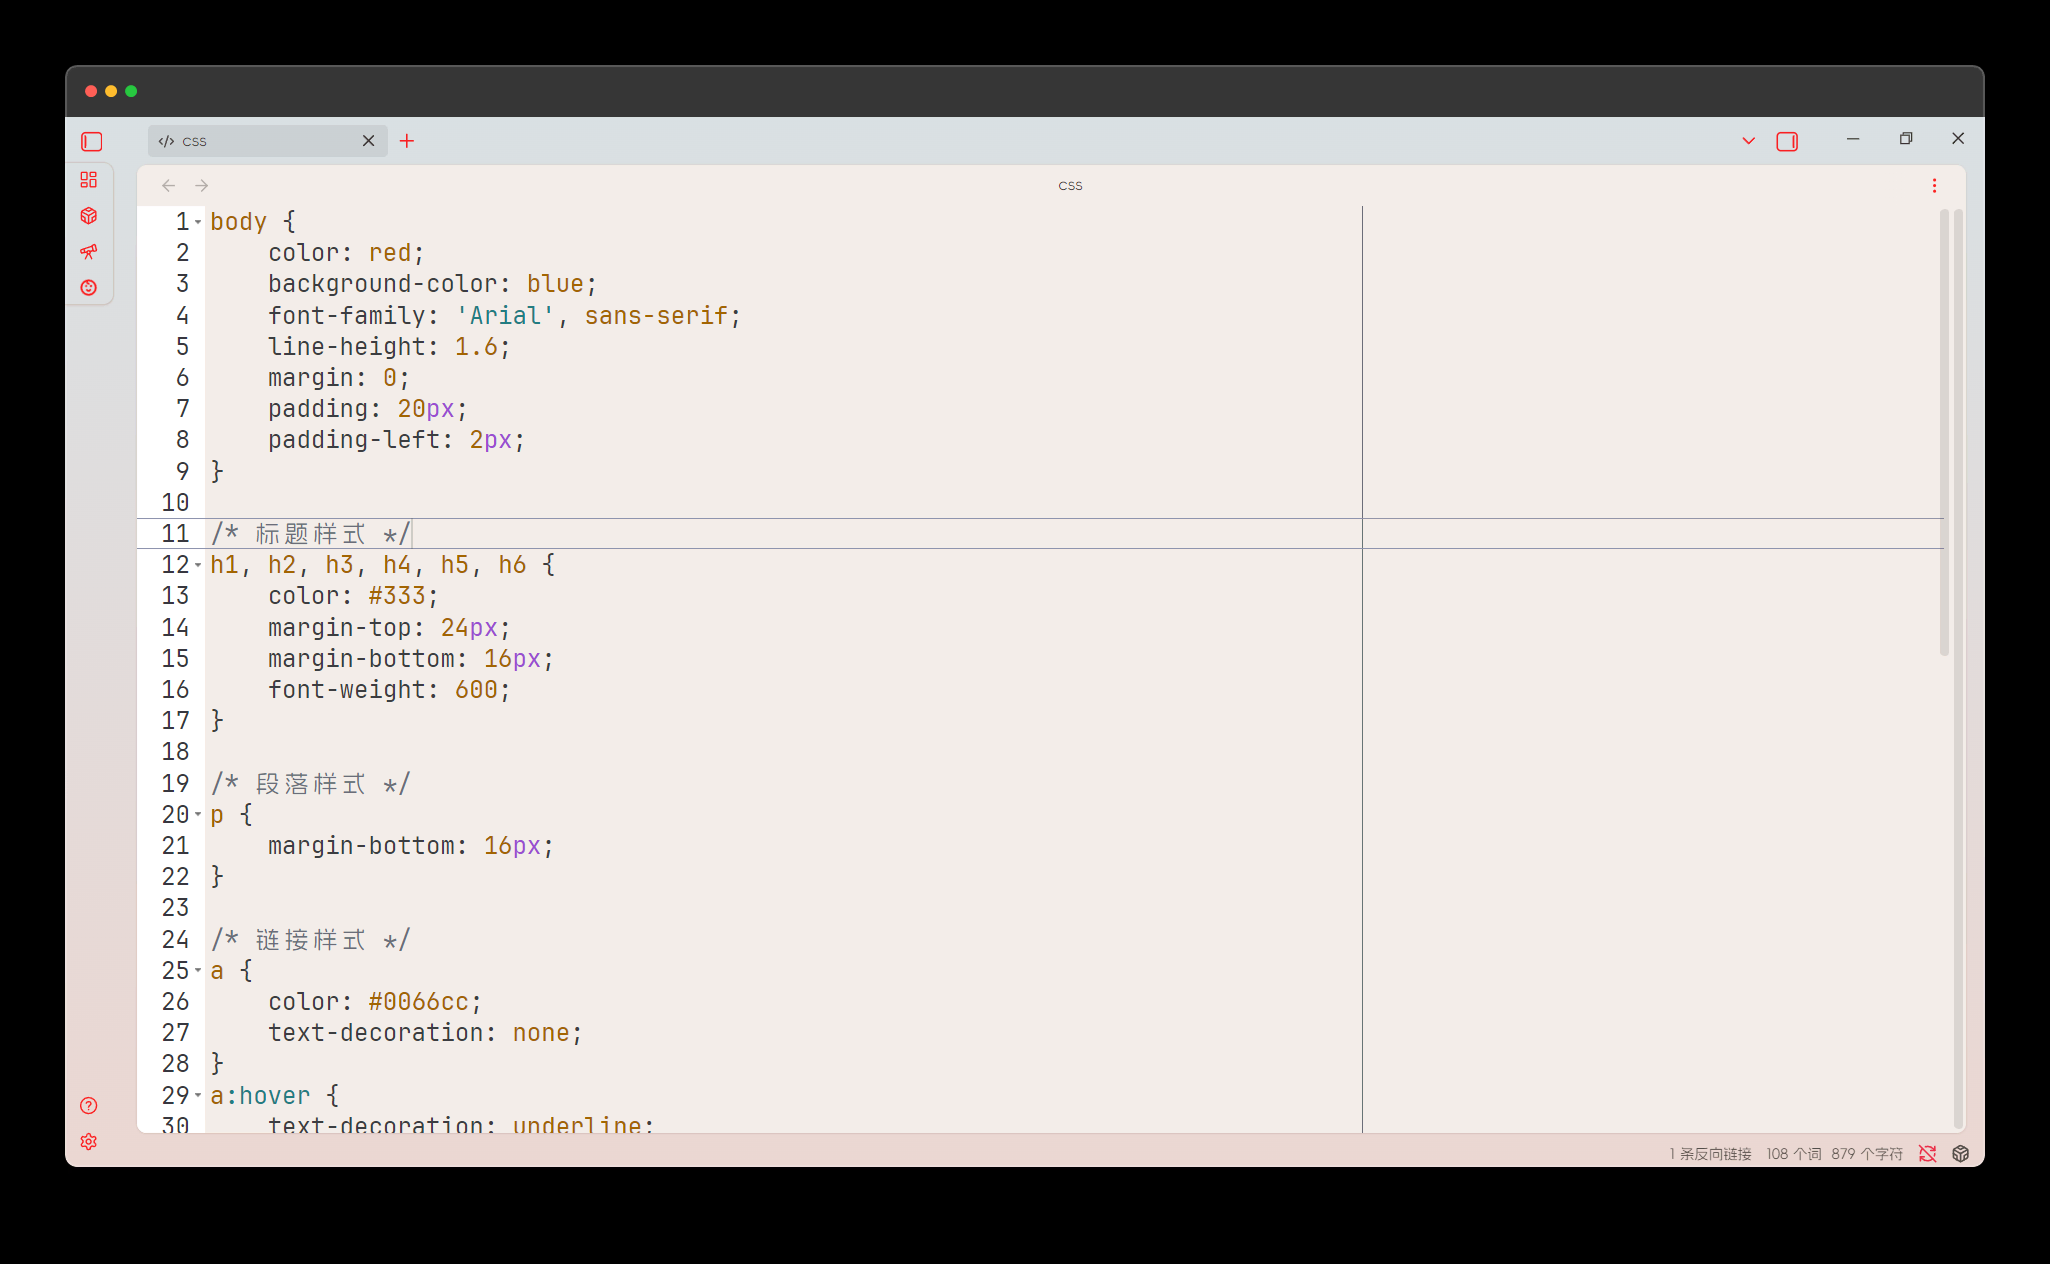 css
css
1 body {
2     color: red;
3     background-color: blue;
4     font-family: 'Arial', sans-serif;
5     line-height: 1.6;
6     margin: 0;
7     padding: 20px;
8     padding-left: 2px;
9 }
10
11 /* 标题样式 */
12 h1, h2, h3, h4, h5, h6 {
13     color: #333;
14     margin-top: 24px;
15     margin-bottom: 16px;
16     font-weight: 600;
17 }
18
19 /* 段落样式 */
20 p {
21     margin-bottom: 16px;
22 }
23
24 /* 链接样式 */
25 a {
26     color: #0066cc;
27     text-decoration: none;
28 }
29 a:hover {
30     text-decoration: underline;
1 条反向链接 108 个词 879 个字符